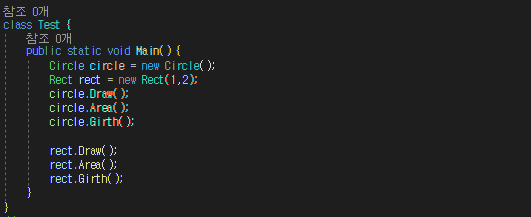 참조 0개
class Test {
참조 0개
public static void Main() {
Circle circle = new Circle();
Rect rect = new Rect(1,2);
circle.Draw();
circle.Area();
circle.Girth();
rect.Draw();
rect.Area();
rect.Girth();
}
}